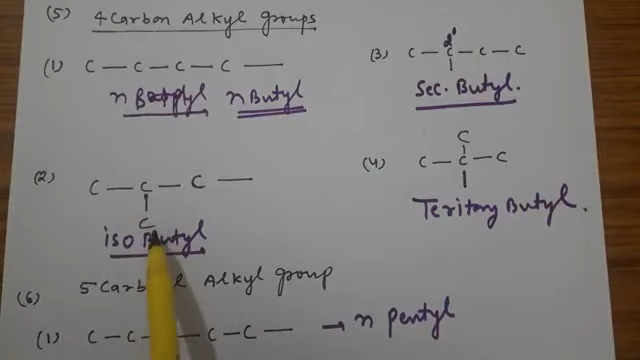 (5) 4 Carbon Alkyl groups
(1) C — C — C — C —
n Butyl
(2) C — C — C —
C
iso Butyl
(3) C — C — C — C
Sec. Butyl.
(4) C
C — C — C
Teritory Butyl.
(6) 5 Carbon Alkyl group
(1) C — C — C — C — → n pentyl